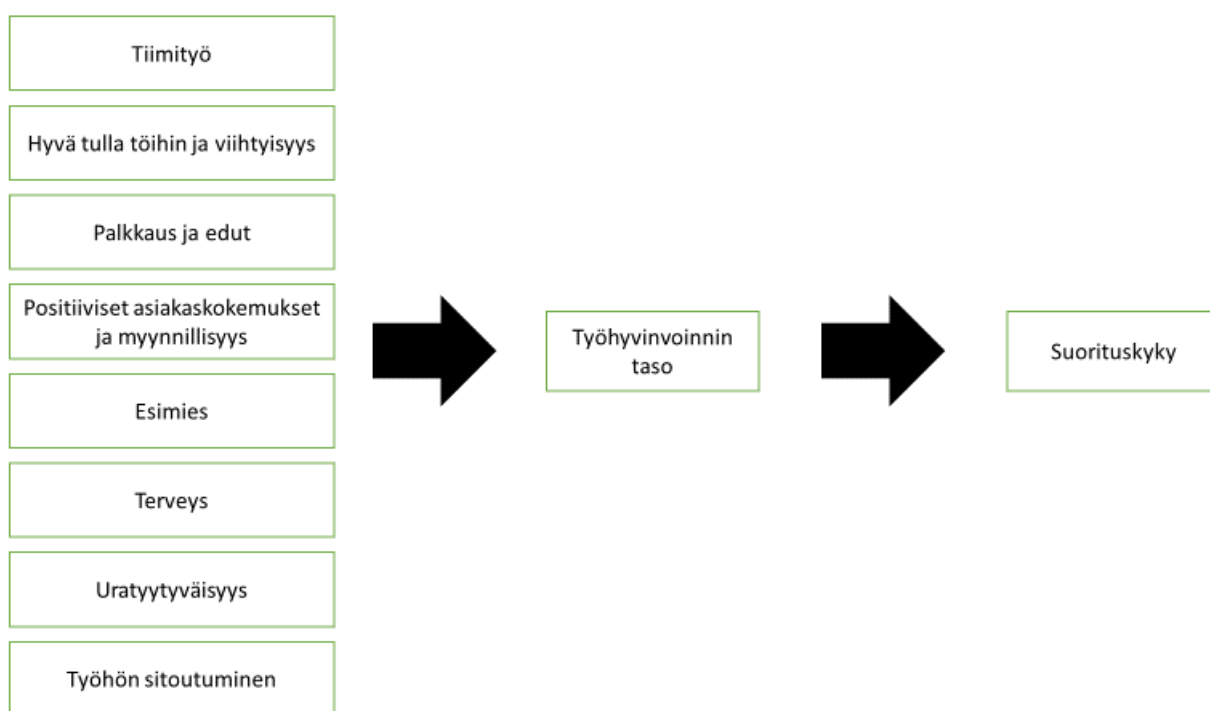 Tiimityö
Hyvä tulla töihin ja viihtyisyys
Palkkaus ja edut
Positiiviset asiakaskokemukset
ja myynnillisyys
Esimies
Terveys
Uratyytyväisyys
Työhön sitoutuminen
Työhyvinvoinnin
taso
Suorituskyky